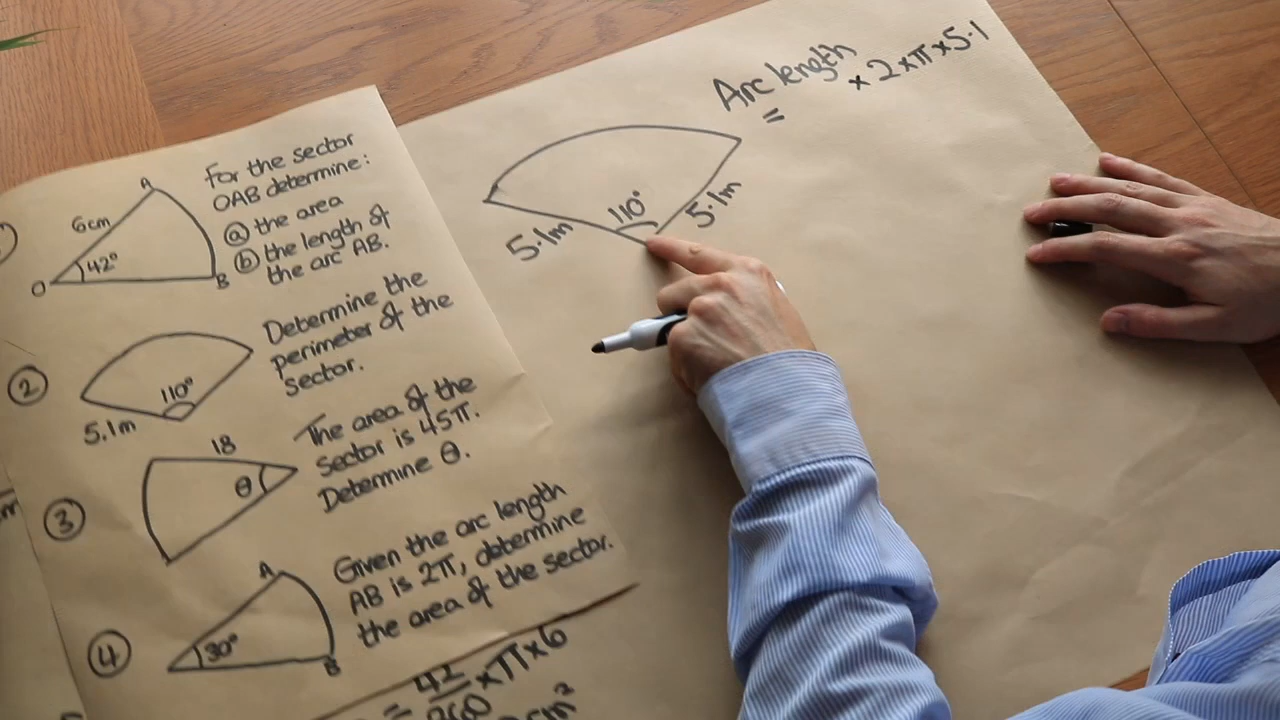 For the sector
OAB determine:
ⓐ the area
ⓑ the length of
the arc AB.
A
6cm
42°
O
B
②
Determine the
perimeter of the
sector.
110°
5.1m
③
18
θ
The area of the
sector is 45π.
Determine θ.
④
A
30°
B
Given the arc length
AB is 2π, determine
the area of the sector.
= 42/360 × π × 6
cm²
Arc length
= × 2 × π × 5.1
110°
5.1m
5.1m